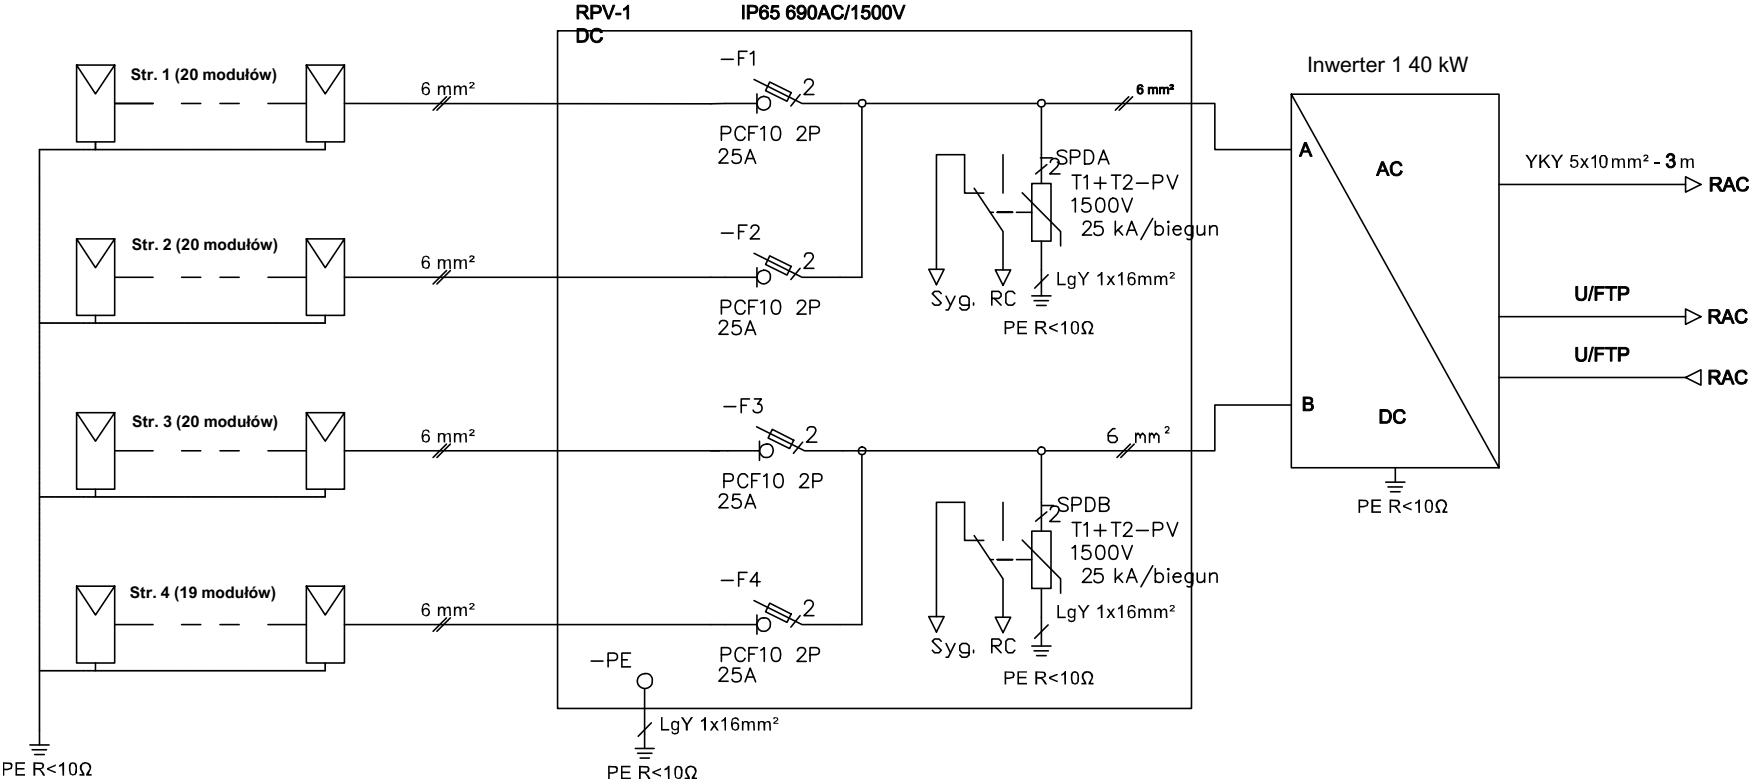 RPV-1 IP65 690AC/1500V
DC
Inwerter 1 40 kW
Str. 1 (20 modułów)
6 mm²
-F1
2
PCF10 2P
25A
6 mm²
SPDA
2
T1+T2-PV
1500V
25 kA/biegun
LgY 1x16mm²
Syg. RC
PE R<10Ω
A
AC
YKY 5x10mm² - 3 m
RAC
Str. 2 (20 modułów)
6 mm²
-F2
2
PCF10 2P
25A
U/FTP
RAC
U/FTP
RAC
Str. 3 (20 modułów)
6 mm²
-F3
2
PCF10 2P
25A
6 mm²
B
DC
PE R<10Ω
SPDB
2
T1+T2-PV
1500V
25 kA/biegun
LgY 1x16mm²
Syg. RC
PE R<10Ω
Str. 4 (19 modułów)
6 mm²
-F4
2
PCF10 2P
25A
-PE
LgY 1x16mm²
PE R<10Ω
PE R<10Ω